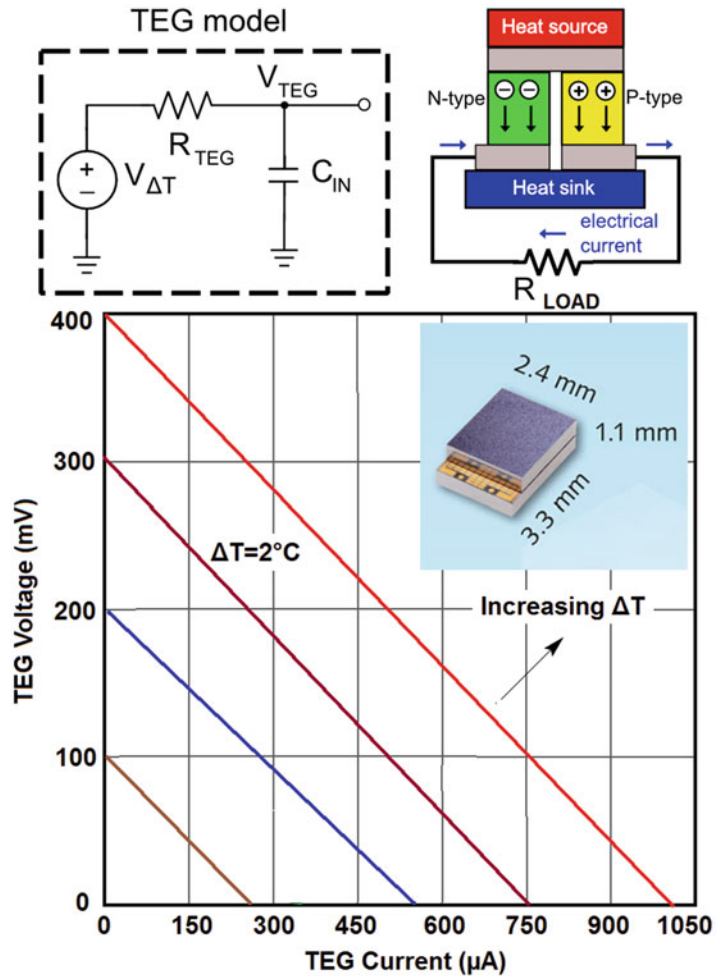 TEG model
V_TEG
R_TEG
V_ΔT
+
−
C_IN
Heat source
N-type
− −
+ +
P-type
Heat sink
electrical
current
R_LOAD
400
300
200
100
0
TEG Voltage (mV)
2.4 mm
1.1 mm
3.3 mm
ΔT=2°C
Increasing ΔT
0 150 300 450 600 750 900 1050
TEG Current (µA)